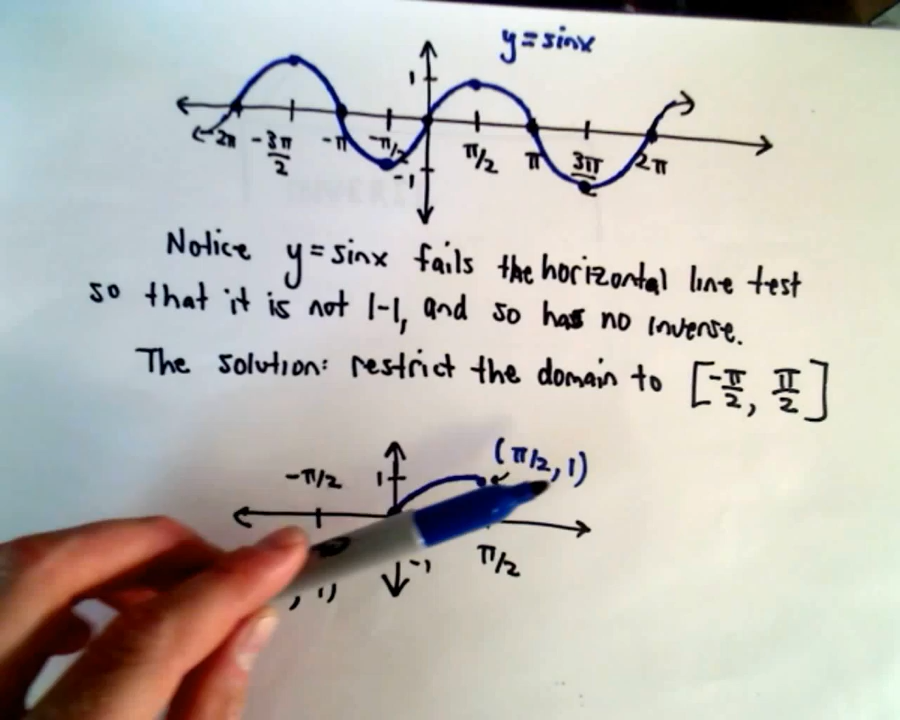 y=sinx
1
-2π -3π/2 -π -π/2 π/2 π 3π/2 2π
-1
Notice y=sinx fails the horizontal line test
so that it is not 1-1, and so has no inverse.
The solution: restrict the domain to [-π/2, π/2]
(π/2, 1)
-π/2 1
π/2
-1
, 1)